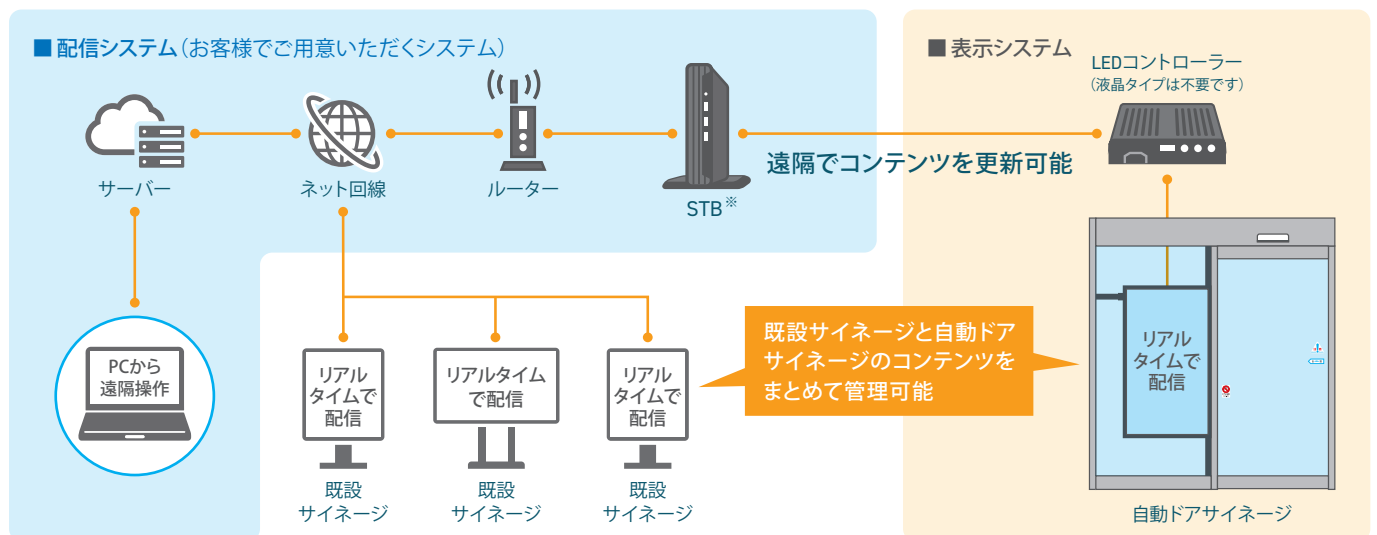 ■ 配信システム（お客様でご用意いただくシステム）
サーバー
ネット回線
ルーター
STB※
遠隔でコンテンツを更新可能
■ 表示システム
LEDコントローラー
（液晶タイプは不要です）
PCから
遠隔操作
リアル
タイムで
配信
既設
サイネージ
リアルタイム
で配信
既設
サイネージ
リアル
タイムで
配信
既設
サイネージ
既設サイネージと自動ドア
サイネージのコンテンツを
まとめて管理可能
リアル
タイムで
配信
自動ドアサイネージ